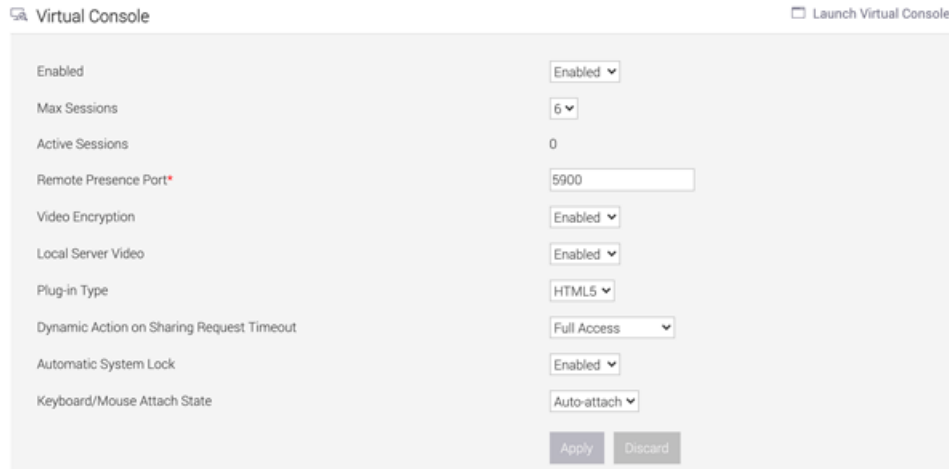 Virtual Console Launch Virtual Console
Enabled Enabled
Max Sessions 6
Active Sessions 0
Remote Presence Port* 5900
Video Encryption Enabled
Local Server Video Enabled
Plug-in Type HTML5
Dynamic Action on Sharing Request Timeout Full Access
Automatic System Lock Enabled
Keyboard/Mouse Attach State Auto-attach
Apply Discard